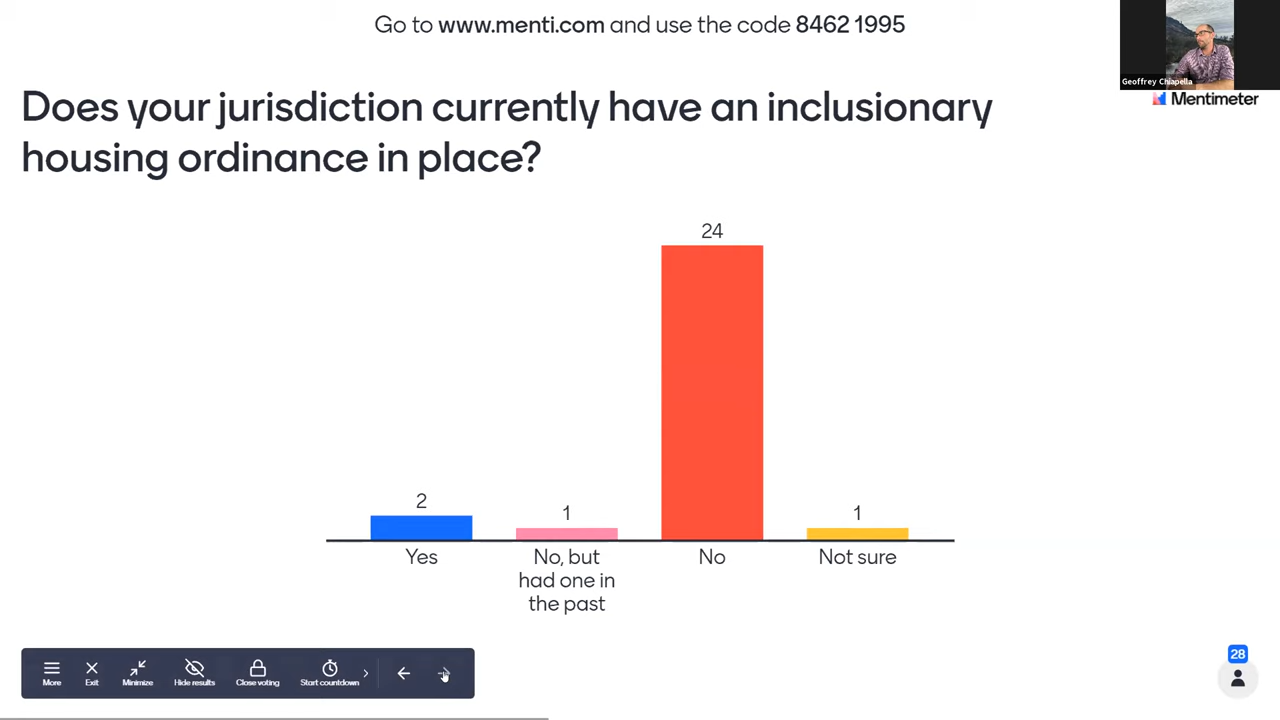 Go to www.menti.com and use the code 8462 1995
Geoffrey Chiapella
Mentimeter
Does your jurisdiction currently have an inclusionary
housing ordinance in place?
24
2
1
1
Yes
No, but
had one in
the past
No
Not sure
More
Exit
Minimize
Hide results
Close voting
Start countdown
28